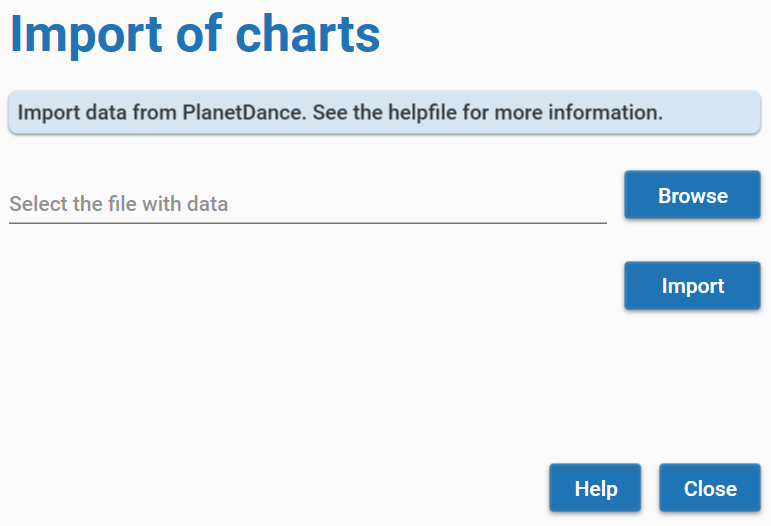 Import of charts
Import data from PlanetDance. See the helpfile for more information.
Select the file with data
Browse
Import
Help
Close